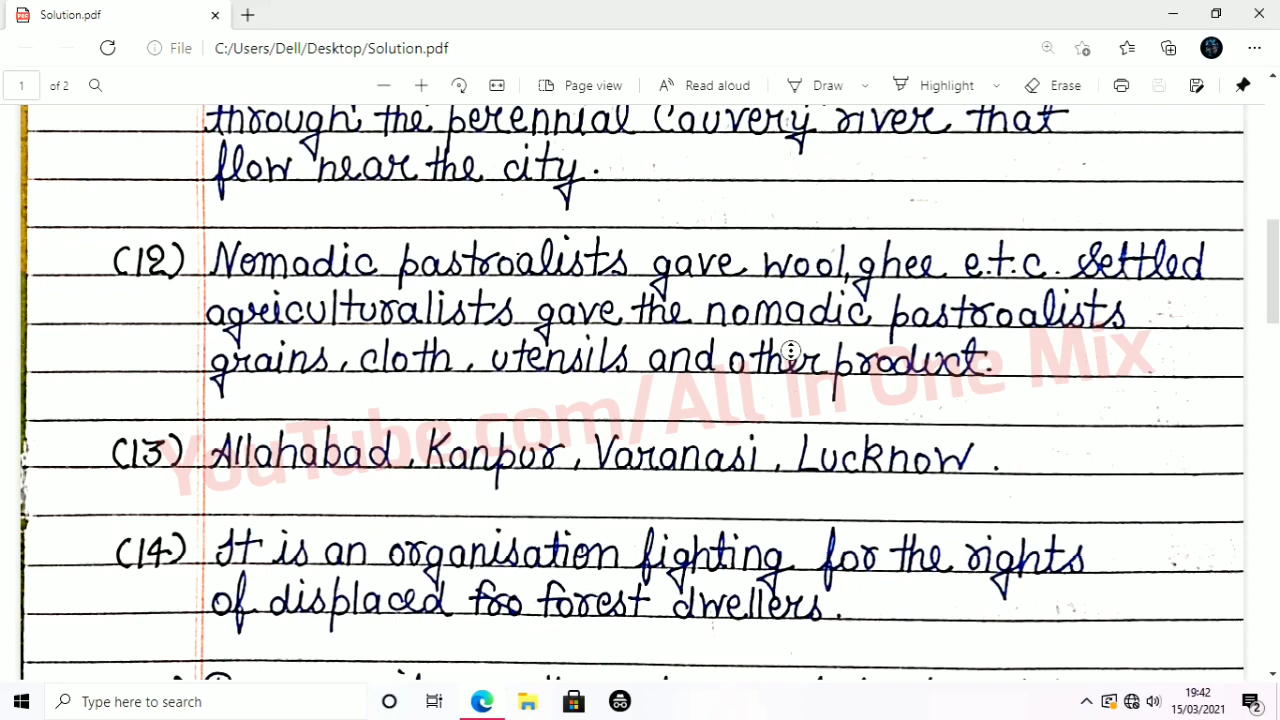 Solution.pdf
File C:/Users/Dell/Desktop/Solution.pdf
1 of 2 Page view Read aloud Draw Highlight Erase
through the perennial Cauvery river that
flow near the city.
(12) Nomadic pastroalists gave wool, ghee e.t.c. Settled
agriculturalists gave the nomadic pastroalists
grains, cloth, utensils and other product.
(13) Allahabad, Kanpur, Varanasi, Lucknow.
(14) It is an organisation fighting for the rights
of displaced fro forest dwellers.
YouTube.com/All In One Mix
Type here to search
19:42
15/03/2021
2